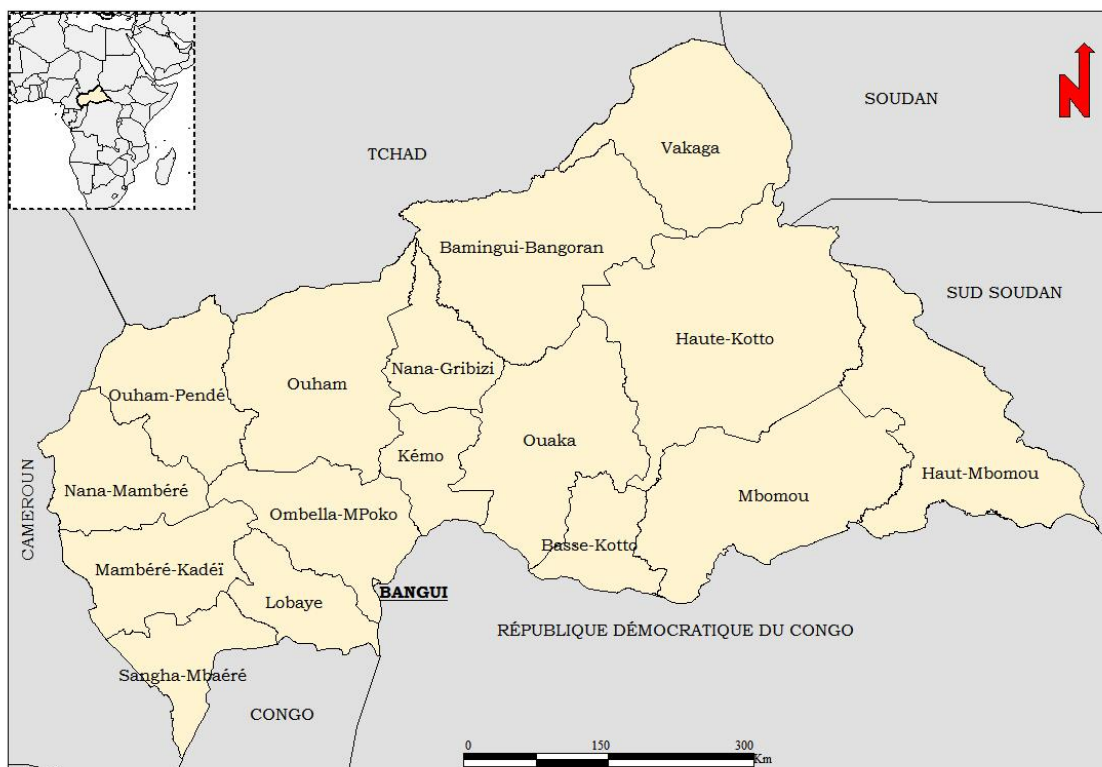 SOUDAN
N
TCHAD
Vakaga
Bamingui-Bangoran
SUD SOUDAN
Haute-Kotto
Nana-Gribizi
Ouham
Ouham-Pendé
Ouaka
Kémo
Haut-Mbomou
Nana-Mambéré
Mbomou
CAMEROUN
Ombella-MPoko
Basse-Kotto
Mambéré-Kadéï
BANGUI
Lobaye
RÉPUBLIQUE DÉMOCRATIQUE DU CONGO
Sangha-Mbaéré
CONGO
0 150 300
Km